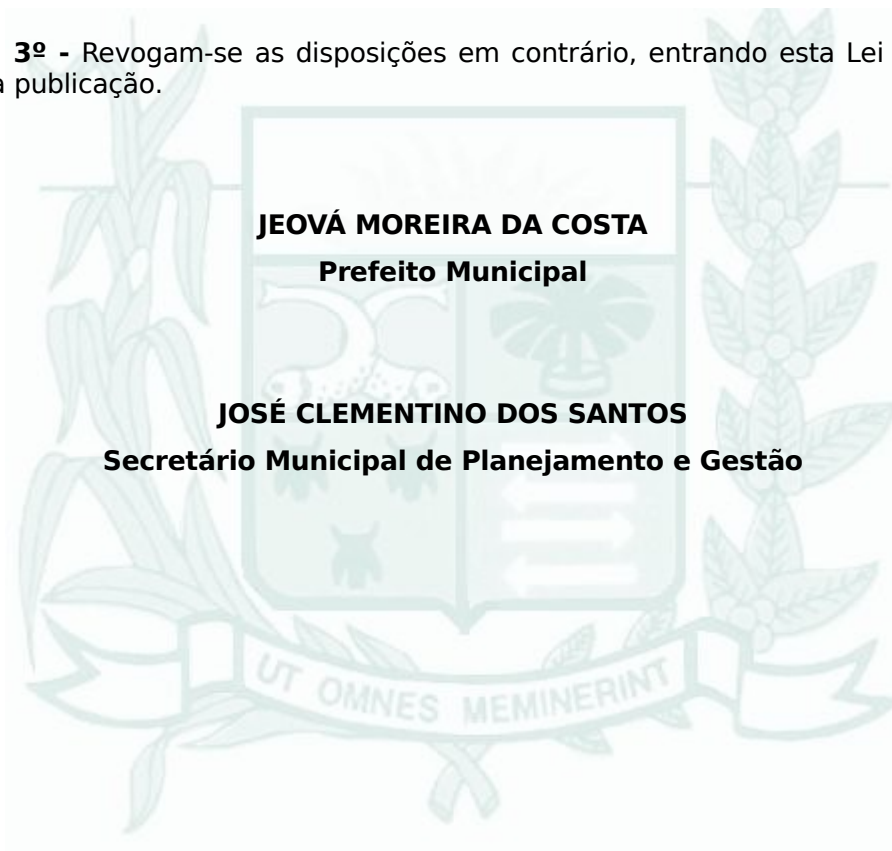 3º - Revogam-se as disposições em contrário, entrando esta Lei
a publicação.
JEOVÁ MOREIRA DA COSTA
Prefeito Municipal
JOSÉ CLEMENTINO DOS SANTOS
Secretário Municipal de Planejamento e Gestão
UT OMNES MEMINERINT